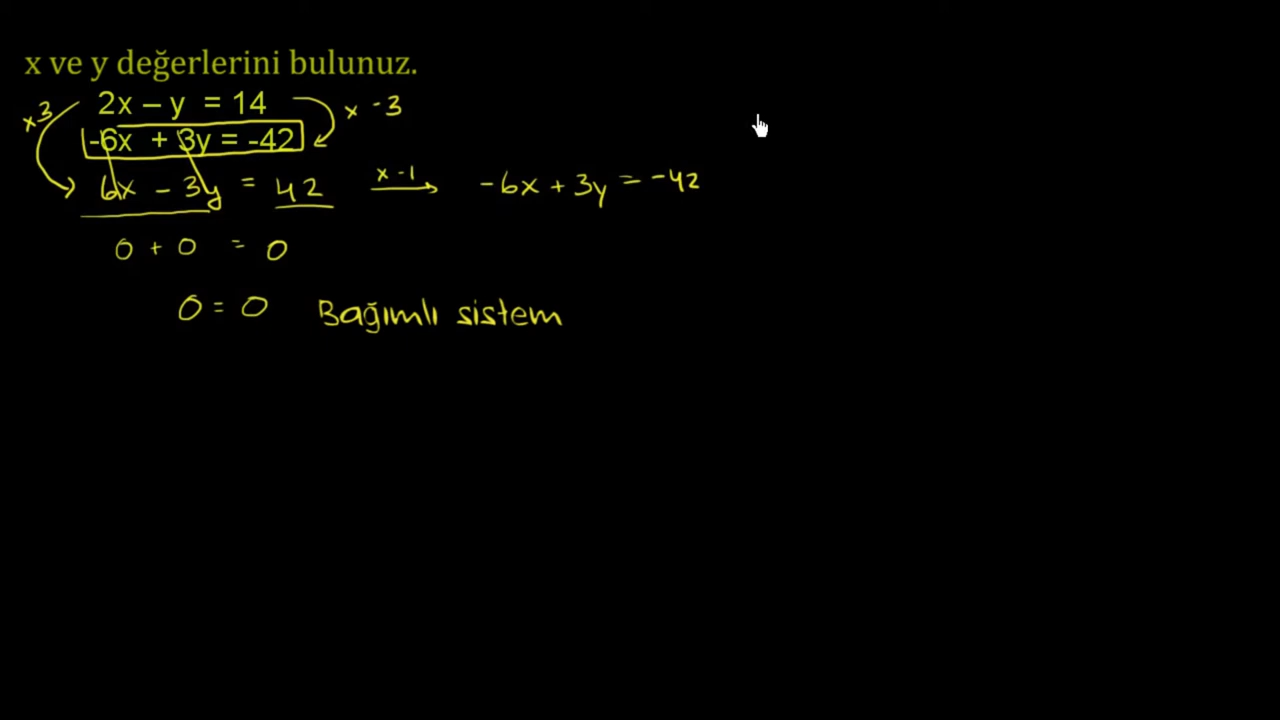 x ve y değerlerini bulunuz.
x3 2x – y = 14 x -3
-6x + 3y = -42
6x - 3y = 42 x -1 -6x + 3y = -42
0 + 0 = 0
0 = 0 Bağımlı sistem